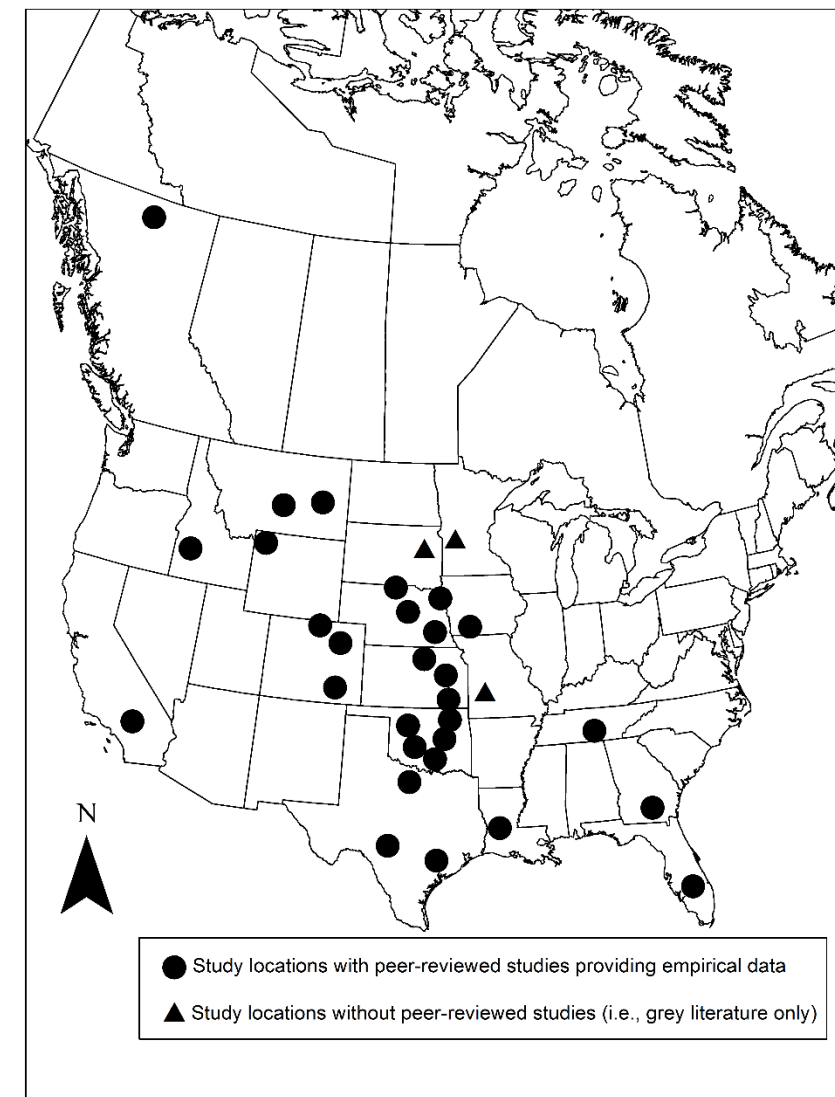 N
Study locations with peer-reviewed studies providing empirical data
Study locations without peer-reviewed studies (i.e., grey literature only)